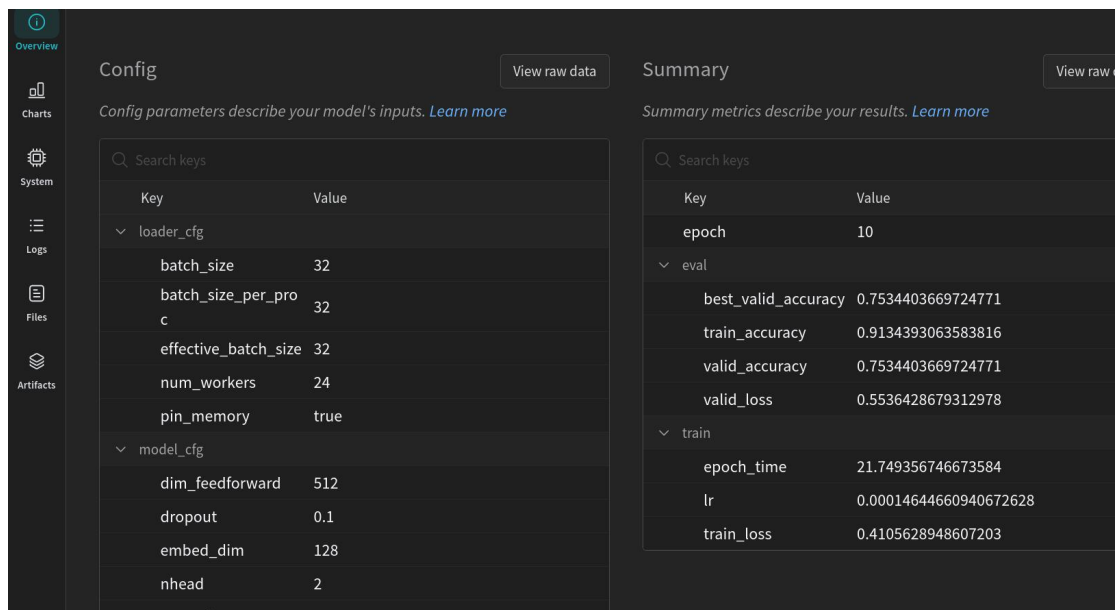 Overview
Charts
System
Logs
Files
Artifacts
Config
View raw data
Config parameters describe your model's inputs. Learn more
Search keys
Key Value
loader_cfg
batch_size 32
batch_size_per_pro
c 32
effective_batch_size 32
num_workers 24
pin_memory true
model_cfg
dim_feedforward 512
dropout 0.1
embed_dim 128
nhead 2
Summary
View raw
Summary metrics describe your results. Learn more
Search keys
Key Value
epoch 10
eval
best_valid_accuracy 0.7534403669724771
train_accuracy 0.9134393063583816
valid_accuracy 0.7534403669724771
valid_loss 0.5536428679312978
train
epoch_time 21.749356746673584
lr 0.00014644660940672628
train_loss 0.4105628948607203